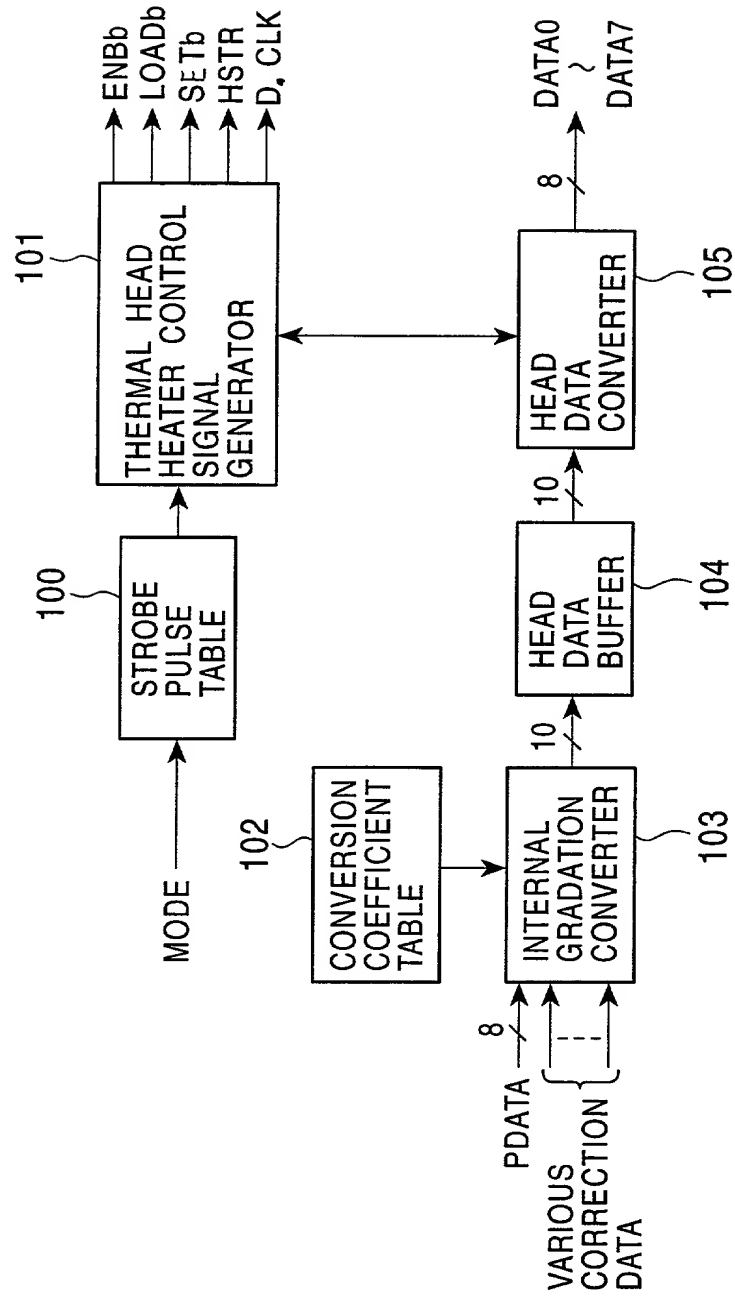 MODE
100
STROBE
PULSE
TABLE
101
THERMAL HEAD
HEATER CONTROL
SIGNAL
GENERATOR
ENBb
LOADb
SETb
HSTR
D. CLK
102
CONVERSION
COEFFICIENT
TABLE
PDATA
8
VARIOUS
CORRECTION
DATA
INTERNAL
GRADATION
CONVERTER
103
10
HEAD
DATA
BUFFER
104
10
HEAD
DATA
CONVERTER
105
8
DATA0
~
DATA7